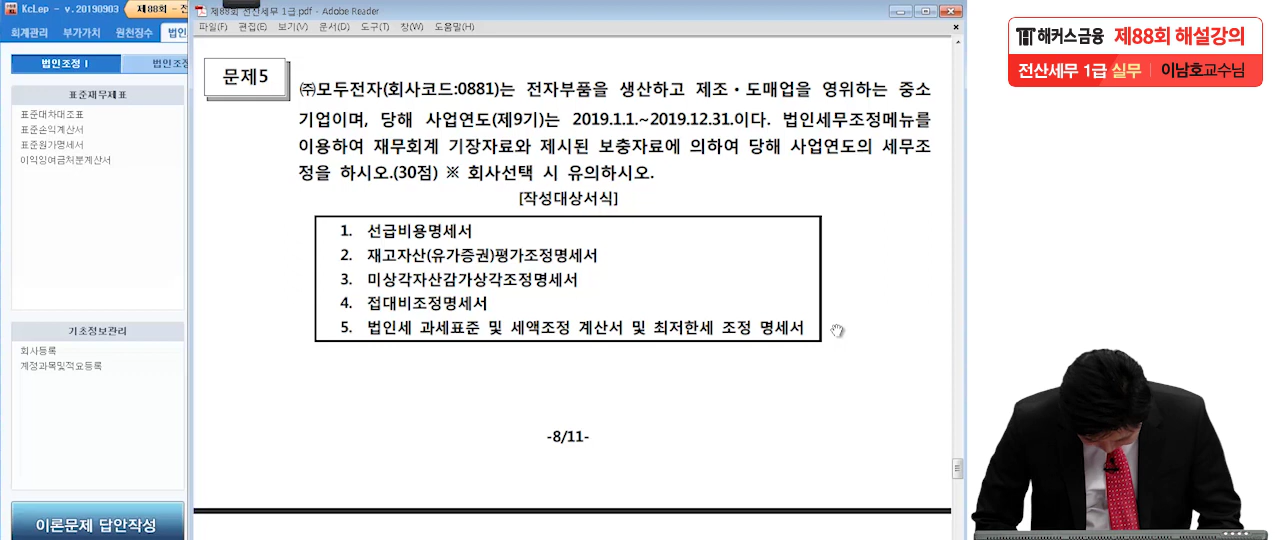 KcLep - v.20190903
제88회 - 전
회계관리 부가가치 원천징수 법인
법인조정 I 법인조정
표준재무제표
표준대차대조표
표준손익계산서
표준원가명세서
이익잉여금처분계산서
기초정보관리
회사등록
계정과목및적요등록
이론문제 답안작성
제88회 전산세무 1급.pdf - Adobe Reader
파일(F) 편집(E) 보기(V) 문서(D) 도구(T) 창(W) 도움말(H)
문제5
㈜모두전자(회사코드:0881)는 전자부품을 생산하고 제조·도매업을 영위하는 중소
기업이며, 당해 사업연도(제9기)는 2019.1.1.~2019.12.31.이다. 법인세무조정메뉴를
이용하여 재무회계 기장자료와 제시된 보충자료에 의하여 당해 사업연도의 세무조
정을 하시오.(30점) ※ 회사선택 시 유의하시오.
[작성대상서식]
1. 선급비용명세서
2. 재고자산(유가증권)평가조정명세서
3. 미상각자산감가상각조정명세서
4. 접대비조정명세서
5. 법인세 과세표준 및 세액조정 계산서 및 최저한세 조정 명세서
-8/11-
해커스금융 제88회 해설강의
전산세무 1급 실무 이남호교수님